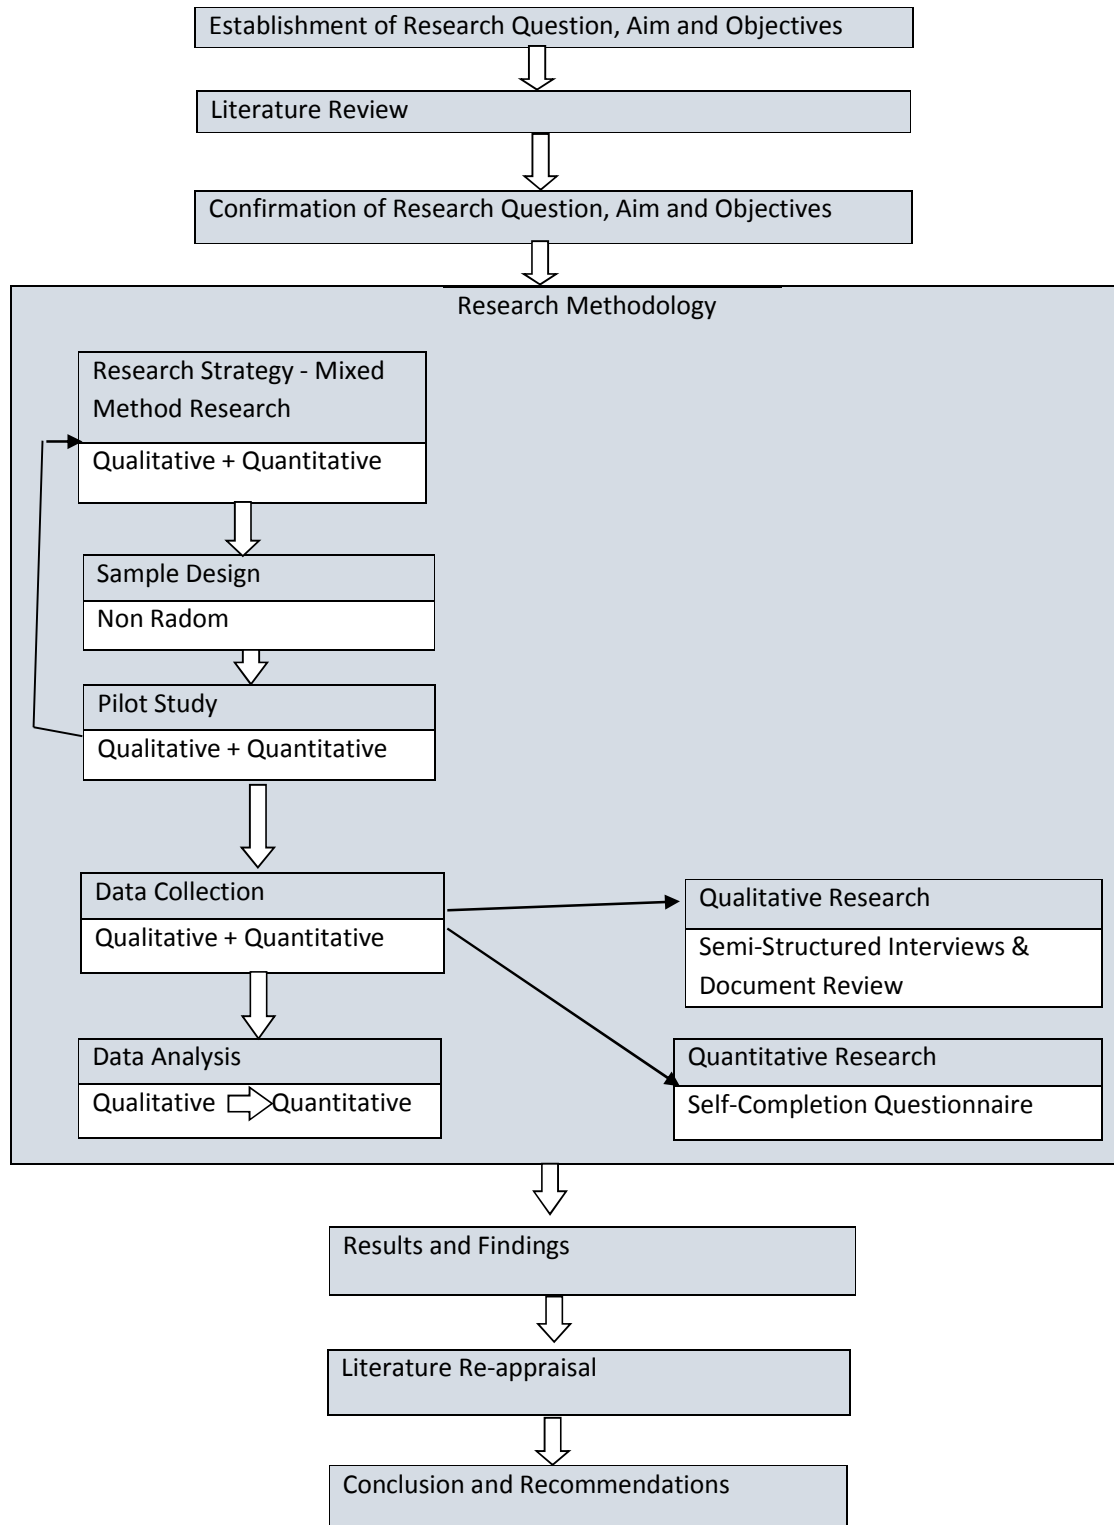 Establishment of Research Question, Aim and Objectives
Literature Review
Confirmation of Research Question, Aim and Objectives
Research Methodology
Research Strategy - Mixed
Method Research
Qualitative + Quantitative
Sample Design
Non Radom
Pilot Study
Qualitative + Quantitative
Data Collection
Qualitative + Quantitative
Qualitative Research
Semi-Structured Interviews &
Document Review
Data Analysis
Qualitative Quantitative
Quantitative Research
Self-Completion Questionnaire
Results and Findings
Literature Re-appraisal
Conclusion and Recommendations